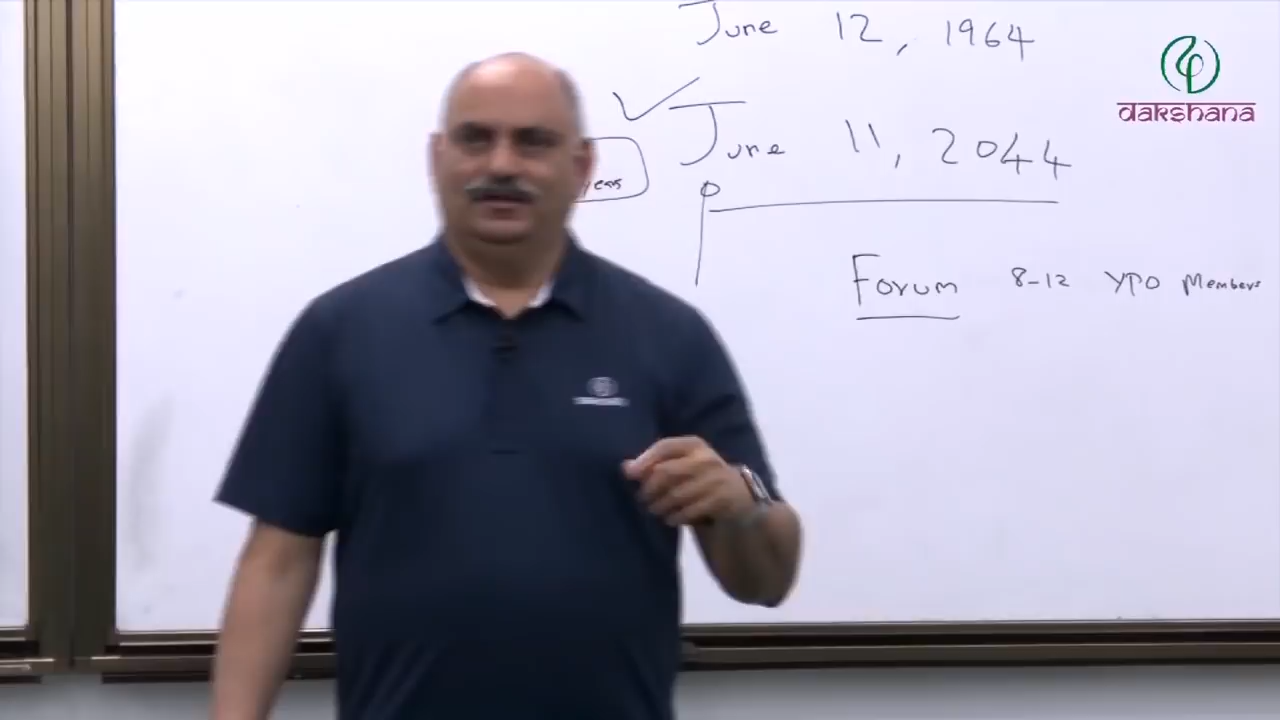 June 12, 1964
dakshana
June 11, 2044
Forum 8-12 YPO Members